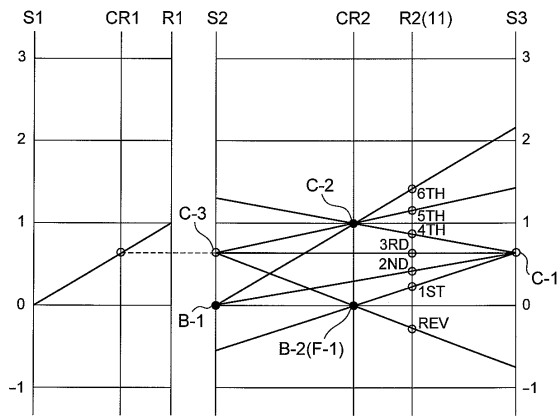 S1 CR1 R1 S2 CR2 R2(11) S3
3 3
2 2
6TH
C-2
5TH
C-3
4TH
1 1
3RD
2ND
C-1
B-1
1ST
0 0
B-2(F-1)
REV
−1 −1